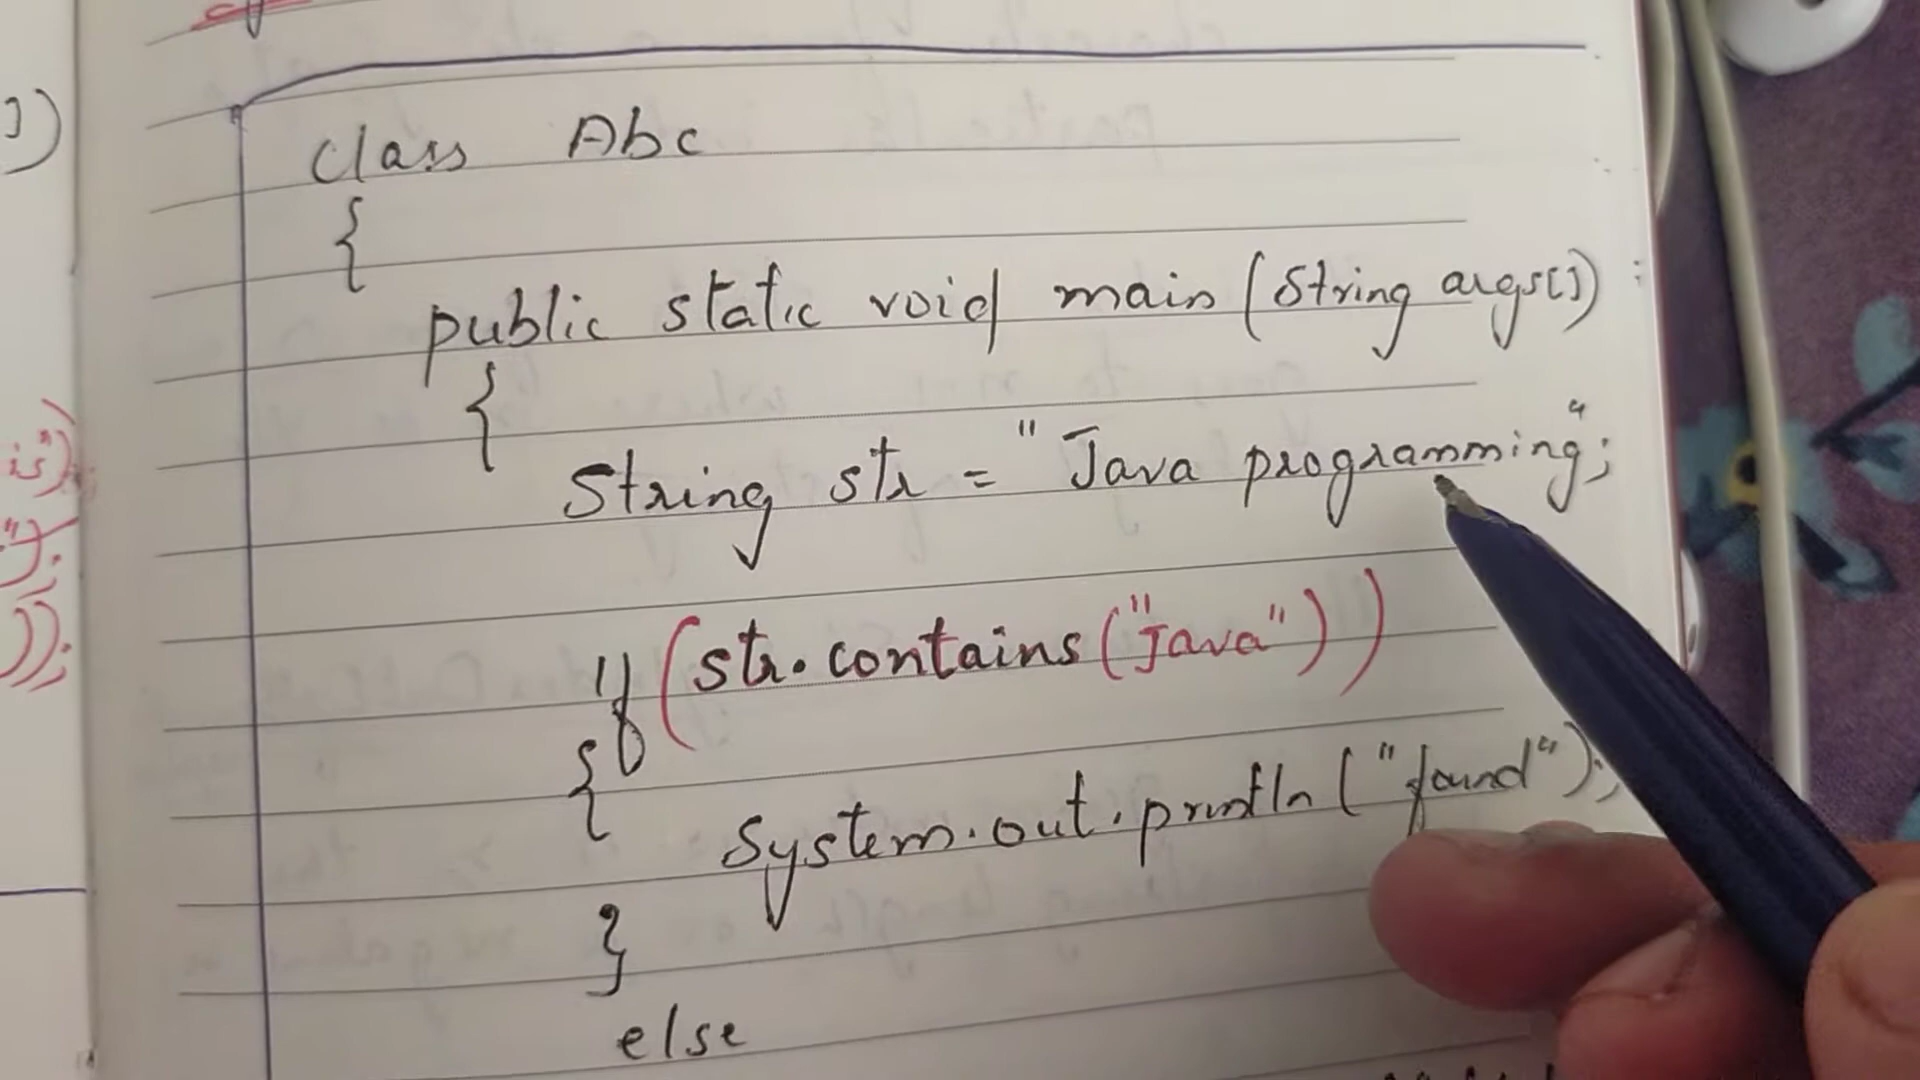 class Abc
{
public static void main (String args[])
{
String str = "Java programming";
if (str.contains("Java"))
{
System.out.println ("found");
}
else